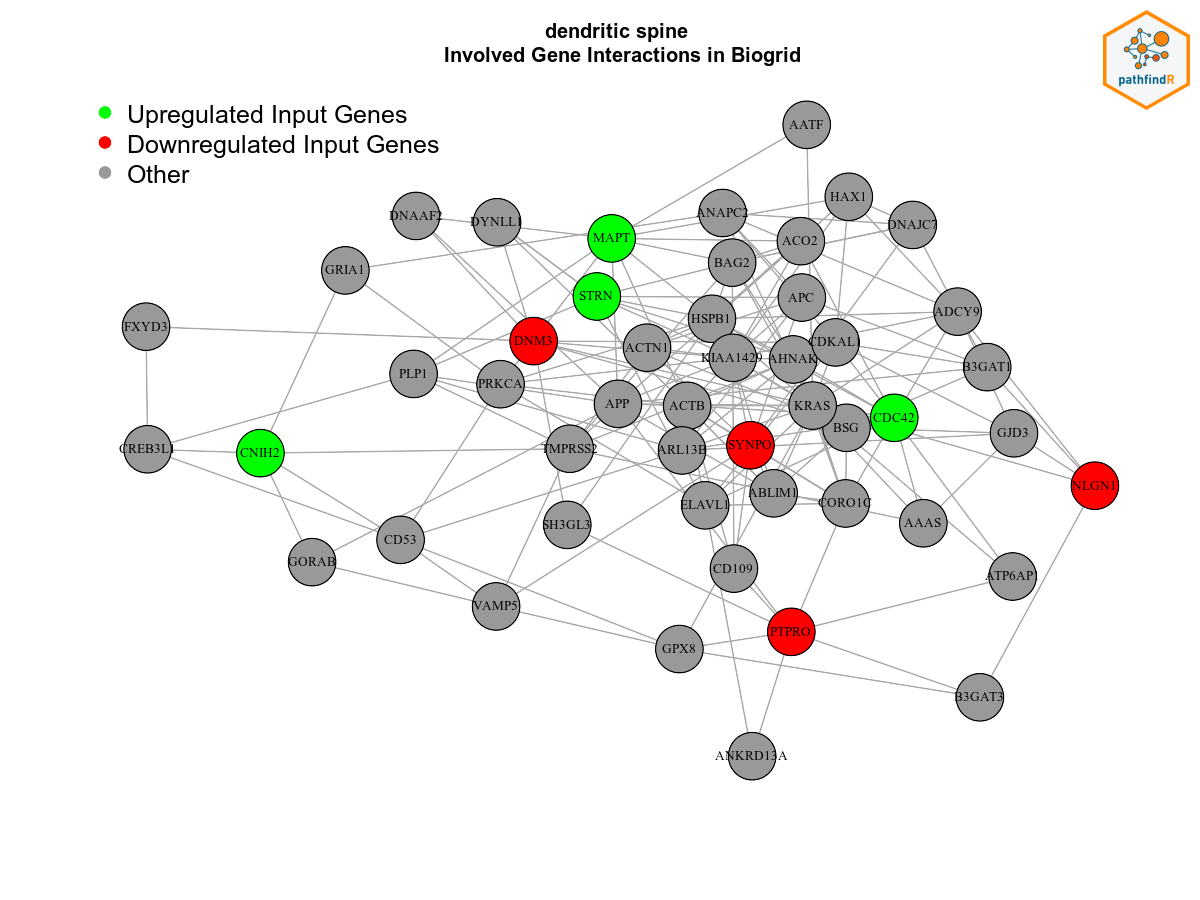 dendritic spine
Involved Gene Interactions in Biogrid
pathfindR
Upregulated Input Genes
Downregulated Input Genes
Other
AATF
HAX1
DNAAF2
DYNLL1
ANAPC2
DNAJC7
MAPT
ACO2
BAG2
GRIA1
STRN
APC
ADCY9
HSPB1
FXYD3
DNM3
ACTN1
CDKAL1
KIAA1429
AHNAK
B3GAT1
PLP1
PRKCA
APP
ACTB
KRAS
CDC42
BSG
GJD3
CREB3L1
CNIH2
TMPRSS2
ARL13B
SYNPO
NLGN1
ABLIM1
ELAVL1
CORO1C
SH3GL3
AAAS
CD53
GORAB
CD109
ATP6AP1
VAMP5
PTPRO
GPX8
B3GAT3
ANKRD13A